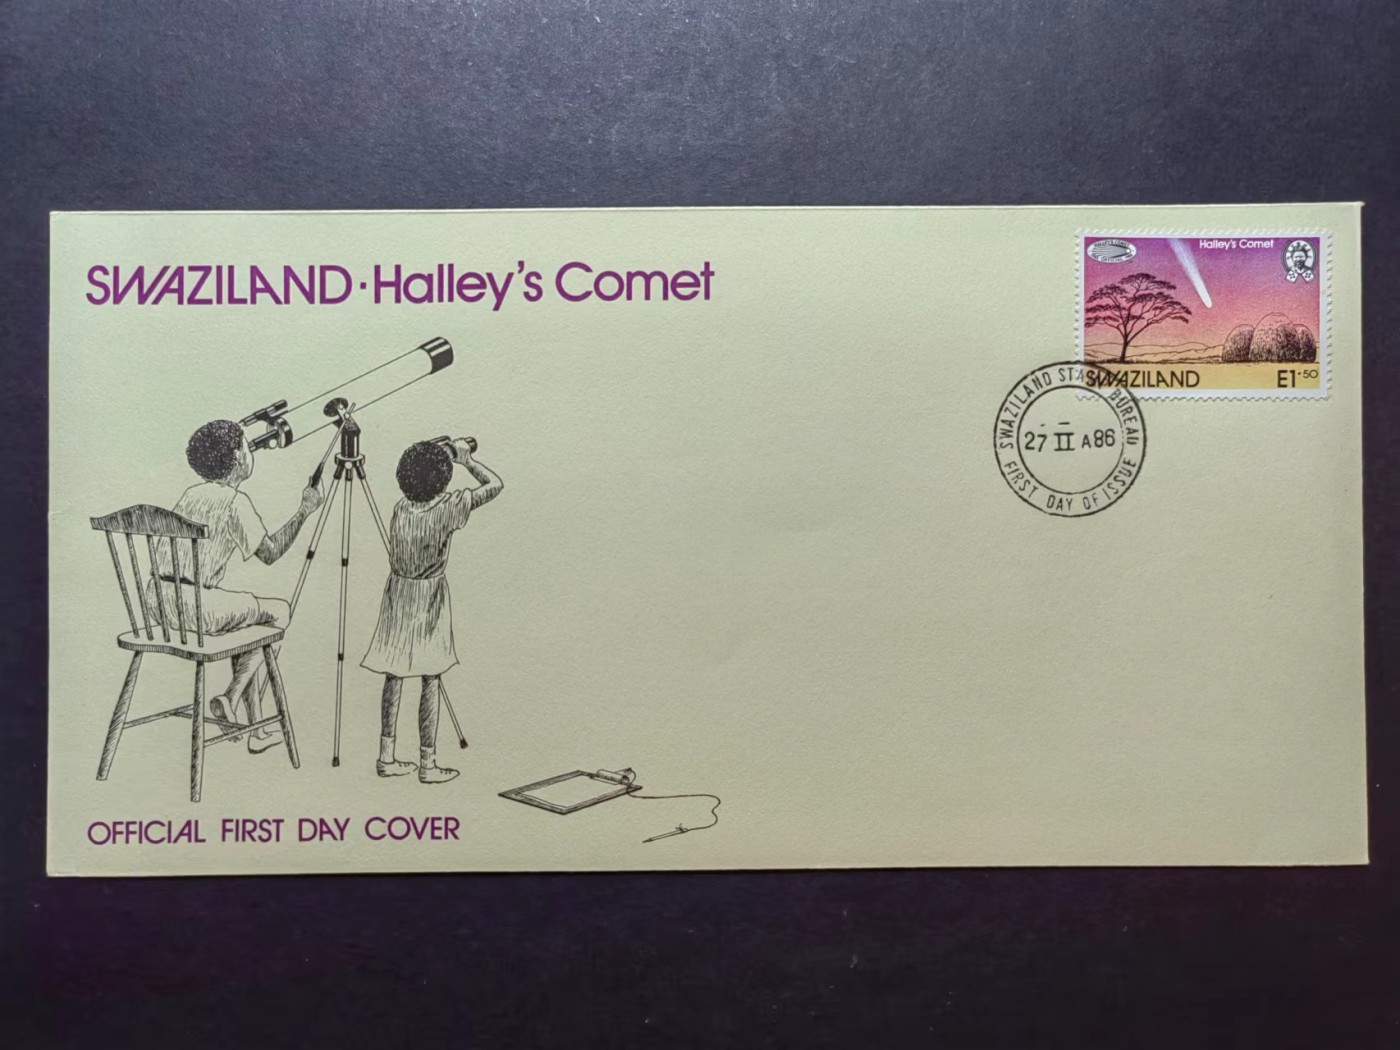 SWAZILAND · Halley's Comet
Halley's Comet
SWAZILAND E1·50
SWAZILAND STA BUREAU
27 II A86
FIRST DAY OF ISSUE
OFFICIAL FIRST DAY COVER